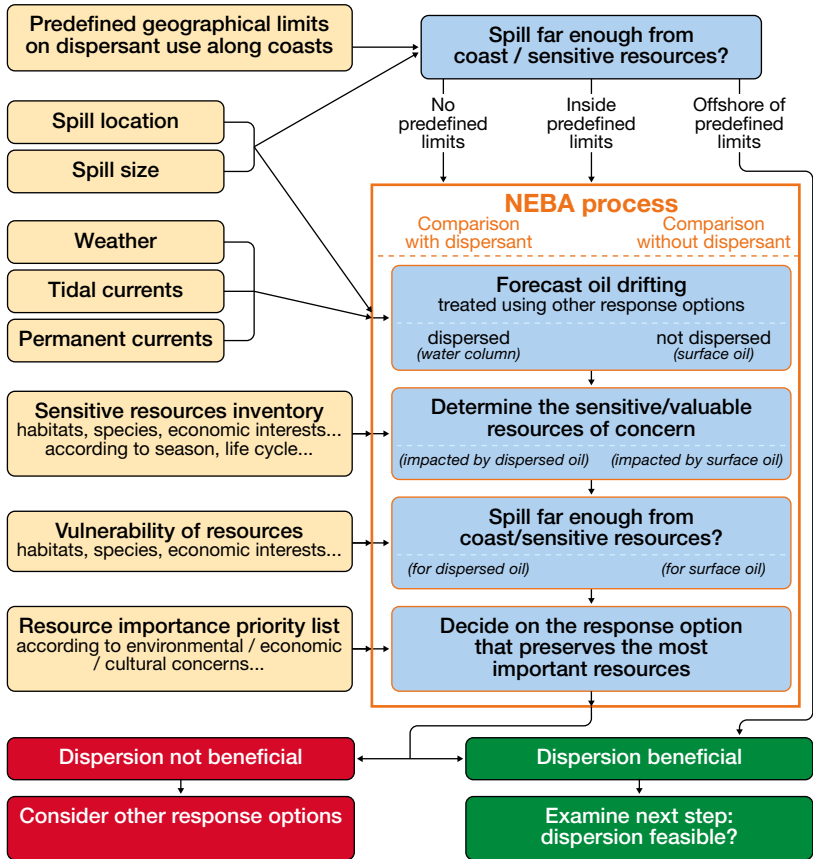 Predefined geographical limits
on dispersant use along coasts
Spill far enough from
coast / sensitive resources?
No
predefined
limits
Inside
predefined
limits
Offshore of
predefined
limits
Spill location
Spill size
Weather
Tidal currents
Permanent currents
NEBA process
Comparison
with dispersant
Comparison
without dispersant
Forecast oil drifting
treated using other response options
dispersed
(water column)
not dispersed
(surface oil)
Sensitive resources inventory
habitats, species, economic interests...
according to season, life cycle...
Determine the sensitive/valuable
resources of concern
(impacted by dispersed oil)
(impacted by surface oil)
Vulnerability of resources
habitats, species, economic interests...
Spill far enough from
coast/sensitive resources?
(for dispersed oil)
(for surface oil)
Resource importance priority list
according to environmental / economic
/ cultural concerns...
Decide on the response option
that preserves the most
important resources
Dispersion not beneficial
Dispersion beneficial
Consider other response options
Examine next step:
dispersion feasible?